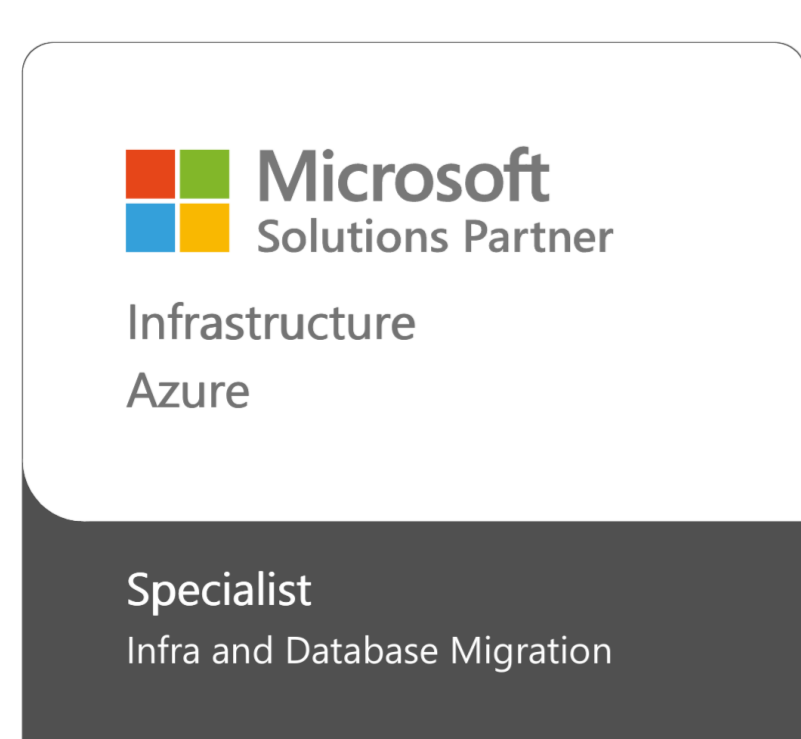 Microsoft
Solutions Partner
Infrastructure
Azure
Specialist
Infra and Database Migration